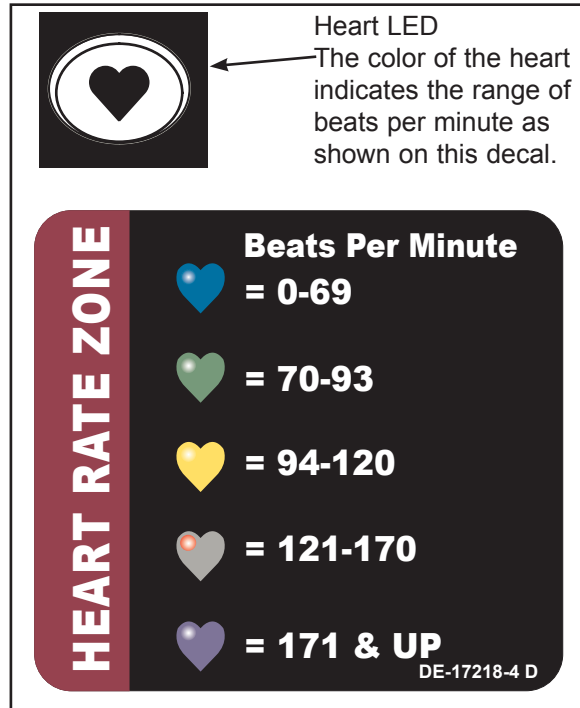 Heart LED
The color of the heart
indicates the range of
beats per minute as
shown on this decal.
HEART RATE ZONE
Beats Per Minute
= 0-69
= 70-93
= 94-120
= 121-170
= 171 & UP
DE-17218-4 D